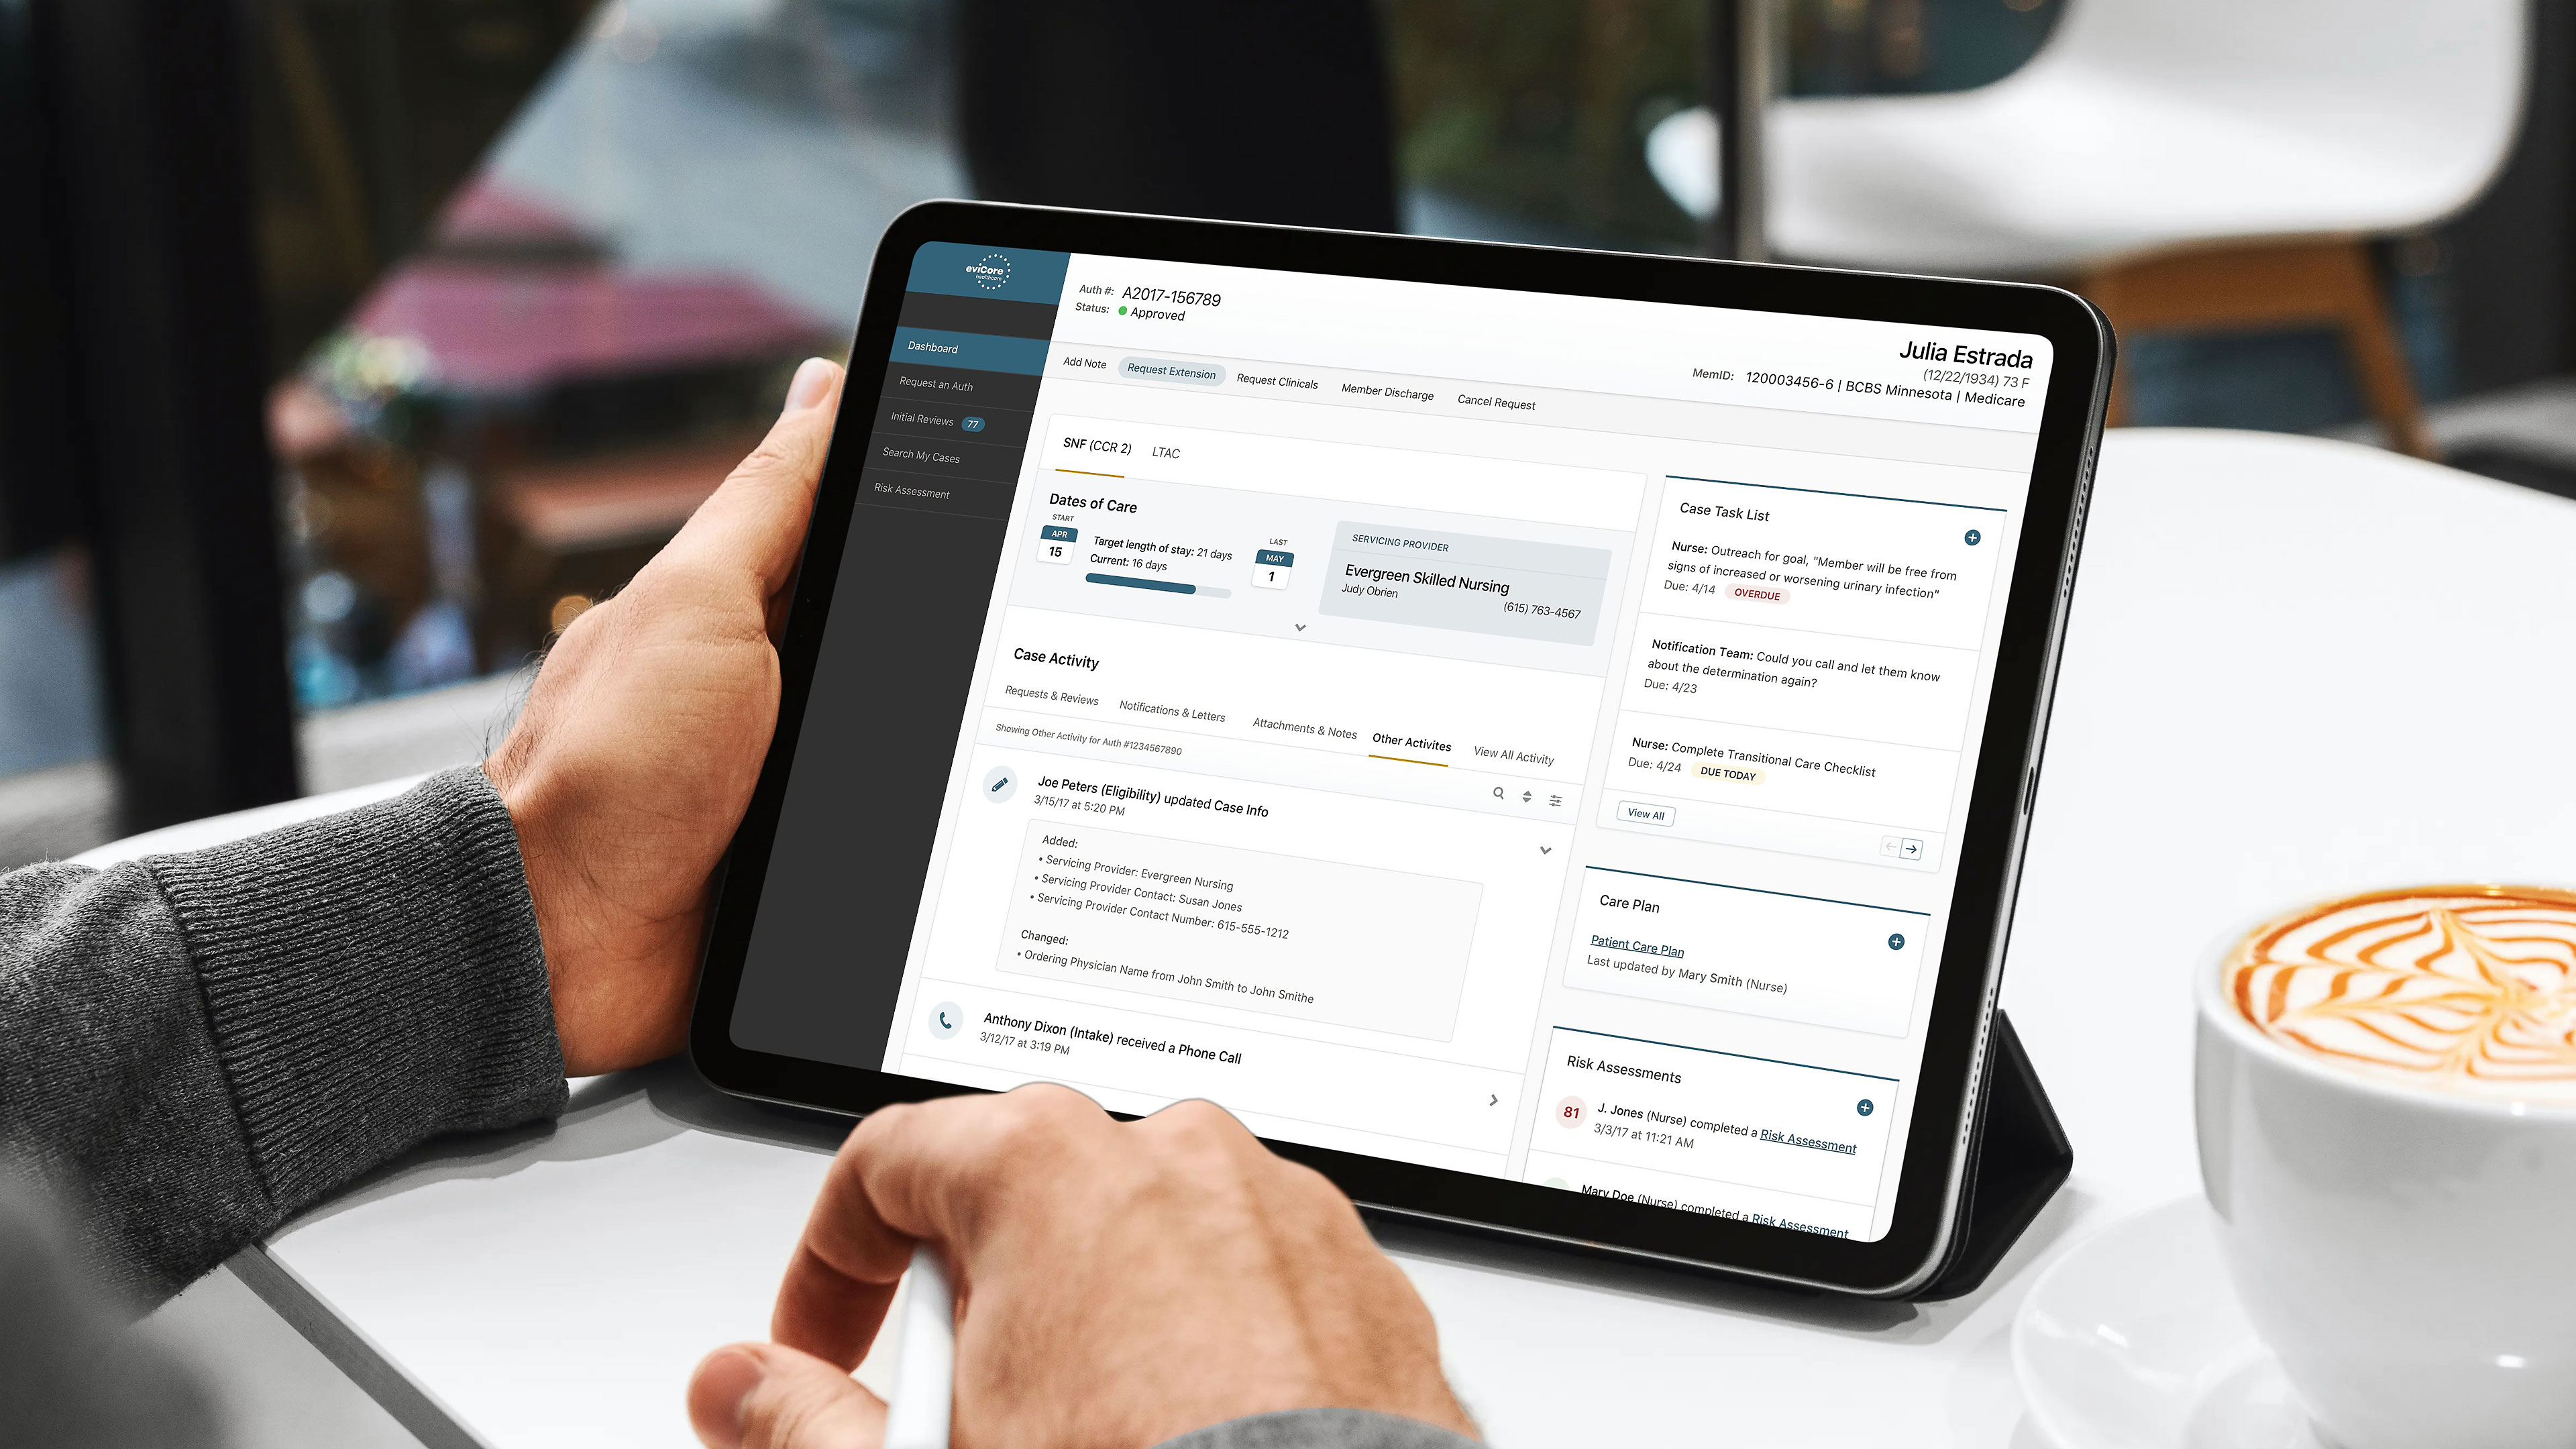 eviCore
healthcare
Dashboard
Request an Auth
Initial Reviews 77
Search My Cases
Risk Assessment
Auth #: A2017-156789
Status: Approved
Julia Estrada
(12/22/1934) 73 F
MemID: 120003456-6 | BCBS Minnesota | Medicare
Add Note Request Extension Request Clinicals Member Discharge Cancel Request
SNF (CCR 2) LTAC
Dates of Care
START
APR
15
Target length of stay: 21 days
Current: 16 days
LAST
MAY
1
SERVICING PROVIDER
Evergreen Skilled Nursing
Judy Obrien
(615) 763-4567
Case Activity
Requests & Reviews Notifications & Letters Attachments & Notes Other Activites View All Activity
Showing Other Activity for Auth #1234567890
Joe Peters (Eligibility) updated Case Info
3/15/17 at 5:20 PM
Added:
• Servicing Provider: Evergreen Nursing
• Servicing Provider Contact: Susan Jones
• Servicing Provider Contact Number: 615-555-1212
Changed:
• Ordering Physician Name from John Smith to John Smithe
Anthony Dixon (Intake) received a Phone Call
3/12/17 at 3:19 PM
Case Task List
Nurse: Outreach for goal, "Member will be free from
signs of increased or worsening urinary infection"
Due: 4/14 OVERDUE
Notification Team: Could you call and let them know
about the determination again?
Due: 4/23
Nurse: Complete Transitional Care Checklist
Due: 4/24 DUE TODAY
View All
Care Plan
Patient Care Plan
Last updated by Mary Smith (Nurse)
Risk Assessments
81
J. Jones (Nurse) completed a Risk Assessment
3/3/17 at 11:21 AM
Mary Doe (Nurse) completed a Risk Assessment